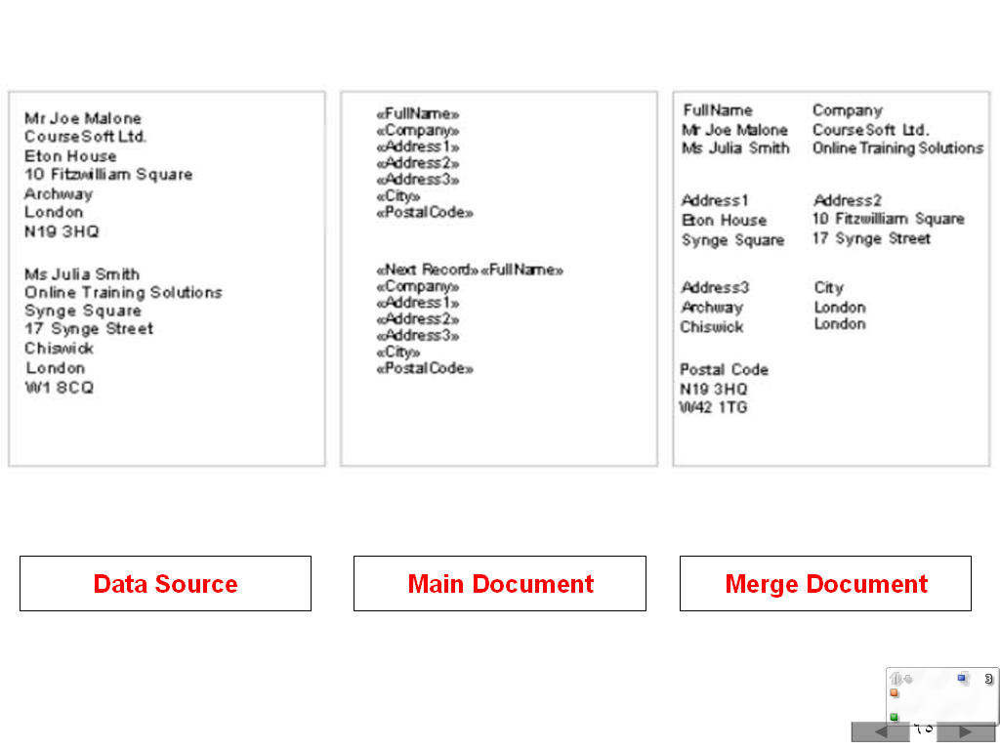 Mr Joe Malone
CourseSoft Ltd.
Eton House
10 Fitzwilliam Square
Archway
London
N19 3HQ
Ms Julia Smith
Online Training Solutions
Synge Square
17 Synge Street
Chiswick
London
W1 8CQ
«FullName»
«Company»
«Address1»
«Address2»
«Address3»
«City»
«PostalCode»
«Next Record»«FullName»
«Company»
«Address1»
«Address2»
«Address3»
«City»
«PostalCode»
FullName Company
Mr Joe Malone CourseSoft Ltd.
Ms Julia Smith Online Training Solutions
Address1 Address2
Eton House 10 Fitzwilliam Square
Synge Square 17 Synge Street
Address3 City
Archway London
Chiswick London
Postal Code
N19 3HQ
W42 1TG
Data Source Main Document Merge Document
3
٦٥